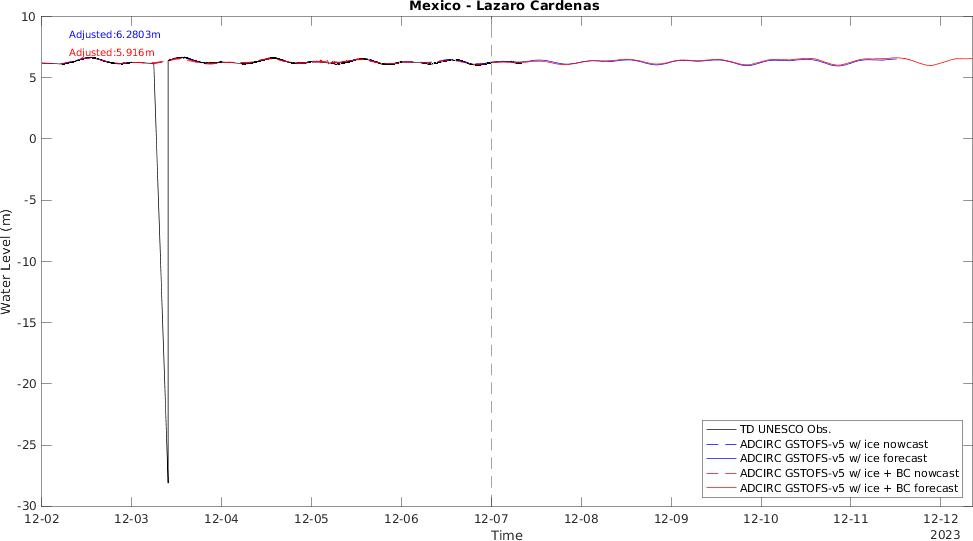 Mexico - Lazaro Cardenas
Adjusted:6.2803m
Adjusted:5.916m
10
5
0
-5
-10
-15
-20
-25
-30
Water Level (m)
TD UNESCO Obs.
ADCIRC GSTOFS-v5 w/ ice nowcast
ADCIRC GSTOFS-v5 w/ ice forecast
ADCIRC GSTOFS-v5 w/ ice + BC nowcast
ADCIRC GSTOFS-v5 w/ ice + BC forecast
12-02 12-03 12-04 12-05 12-06 12-07 12-08 12-09 12-10 12-11 12-12
Time
2023